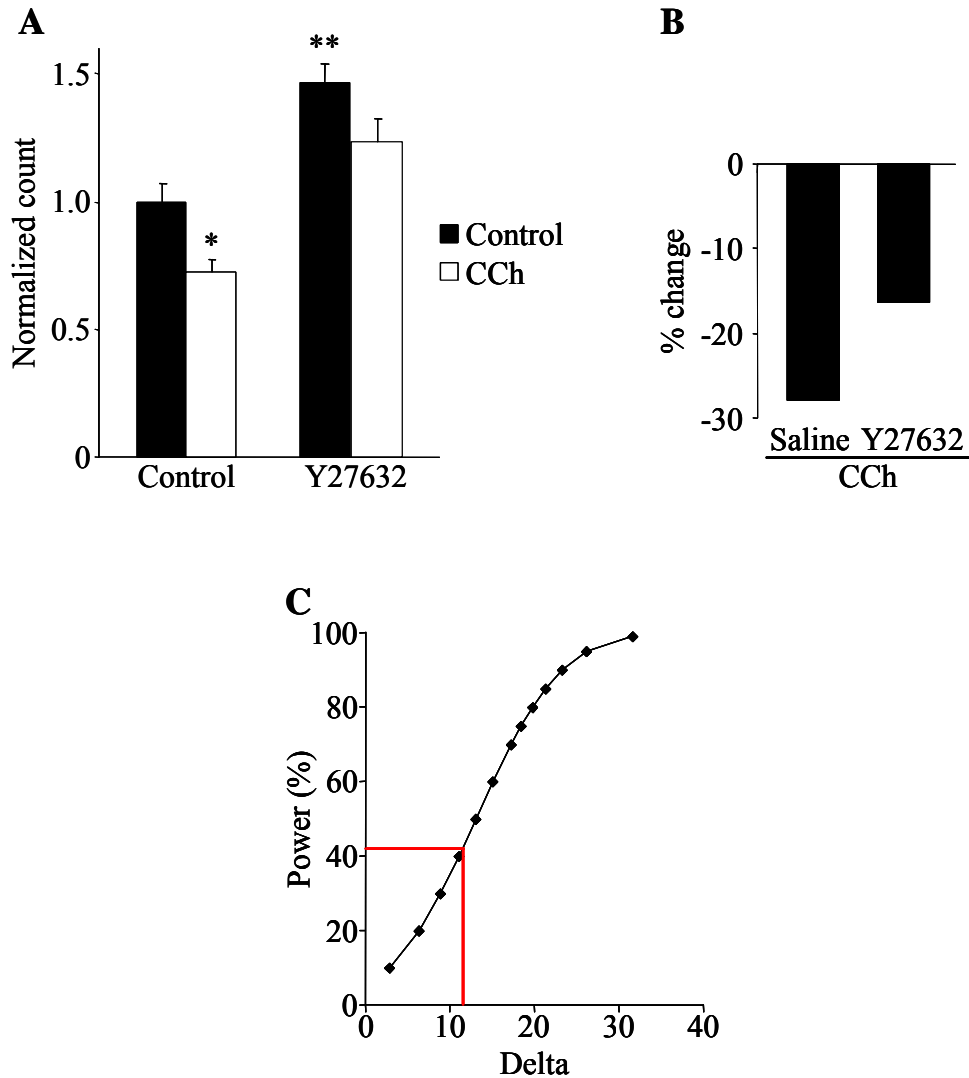 A
**
1.5
Normalized count
1.0
*
Control
CCh
0.5
0
Control Y27632
B
0
-10
% change
-20
-30
Saline Y27632
CCh
C
100
80
Power (%)
60
40
20
0
0 10 20 30 40
Delta